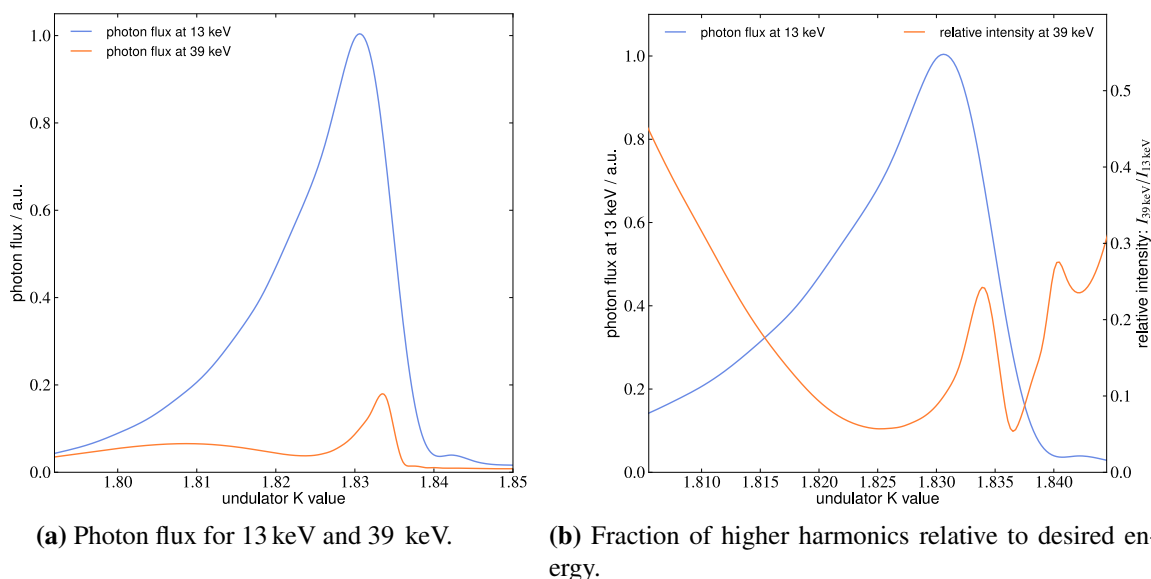 photon flux at 13 keV
photon flux at 39 keV
1.0
0.8
0.6
0.4
0.2
0.0
photon flux / a.u.
1.80 1.81 1.82 1.83 1.84 1.85
undulator K value
(a) Photon flux for 13 keV and 39 keV.
photon flux at 13 keV
relative intensity at 39 keV
1.0
0.8
0.6
0.4
0.2
0.0
photon flux at 13 keV / a.u.
0.5
0.4
0.3
0.2
0.1
0.0
relative intensity: I39 keV/I13 keV
1.810 1.815 1.820 1.825 1.830 1.835 1.840
undulator K value
(b) Fraction of higher harmonics relative to desired en-
ergy.